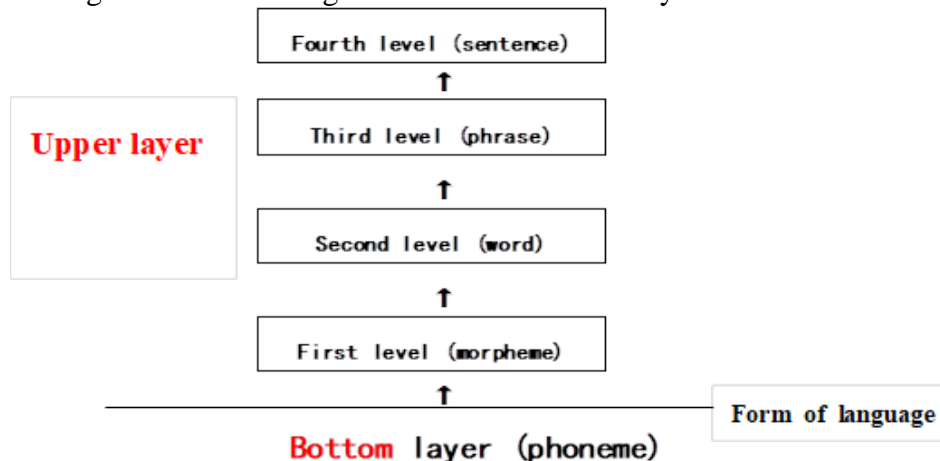 Fourth level (sentence)
↑
Third level (phrase)
Upper layer
↑
Second level (word)
↑
First level (morpheme)
↑
Form of language
Bottom layer (phoneme)